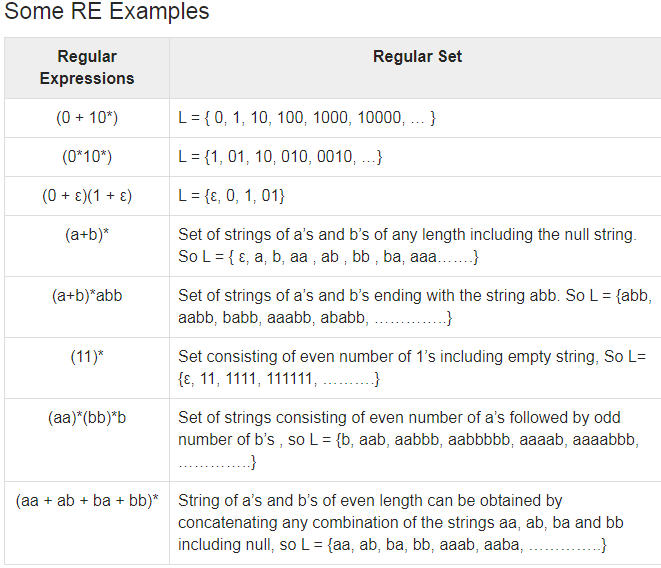 Some RE Examples
Regular
Expressions
Regular Set
(0 + 10*)
L = { 0, 1, 10, 100, 1000, 10000, … }
(0*10*)
L = {1, 01, 10, 010, 0010, …}
(0 + ε)(1 + ε)
L = {ε, 0, 1, 01}
(a+b)*
Set of strings of a’s and b’s of any length including the null string.
So L = { ε, a, b, aa , ab , bb , ba, aaa…….}
(a+b)*abb
Set of strings of a’s and b’s ending with the string abb. So L = {abb,
aabb, babb, aaabb, ababb, …………..}
(11)*
Set consisting of even number of 1’s including empty string, So L=
{ε, 11, 1111, 111111, ……….}
(aa)*(bb)*b
Set of strings consisting of even number of a’s followed by odd
number of b’s , so L = {b, aab, aabbb, aabbbbb, aaaab, aaaabbb,
…………..}
(aa + ab + ba + bb)*
String of a’s and b’s of even length can be obtained by
concatenating any combination of the strings aa, ab, ba and bb
including null, so L = {aa, ab, ba, bb, aaab, aaba, …………..}